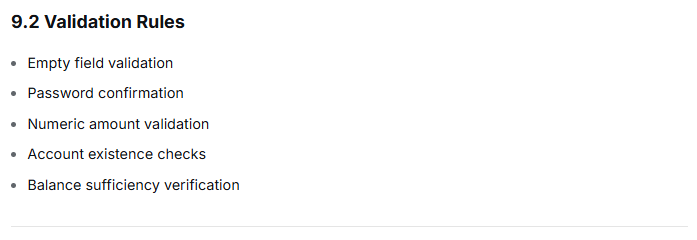 9.2 Validation Rules
• Empty field validation
• Password confirmation
• Numeric amount validation
• Account existence checks
• Balance sufficiency verification